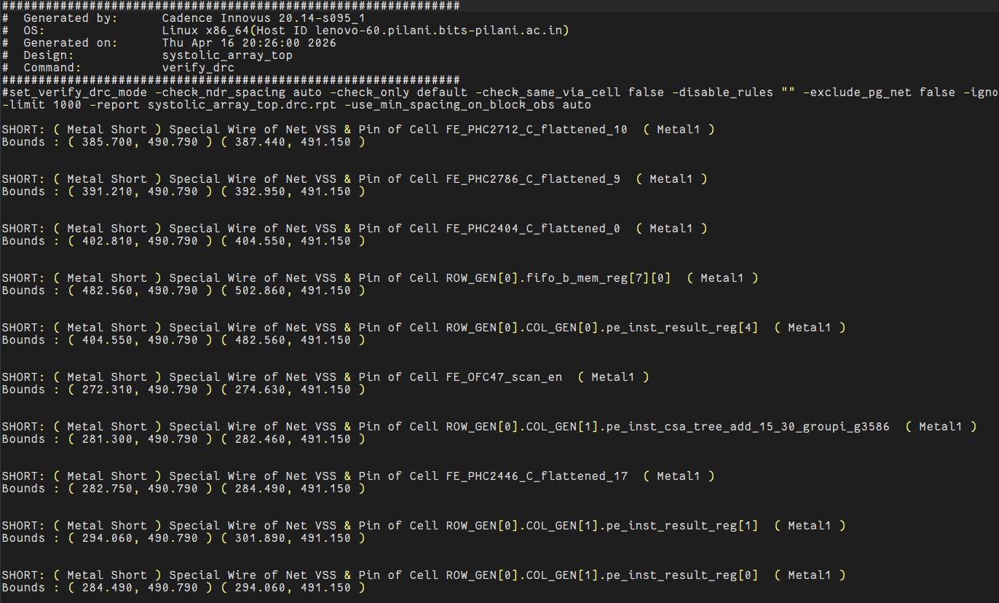 ###############################################################
#  Generated by:      Cadence Innovus 20.14-s095_1
#  OS:                Linux x86_64(Host ID lenovo-60.pilani.bits-pilani.ac.in)
#  Generated on:      Thu Apr 16 20:26:00 2026
#  Design:            systolic_array_top
#  Command:           verify_drc
###############################################################
#set_verify_drc_mode -check_ndr_spacing auto -check_only default -check_same_via_cell false -disable_rules "" -exclude_pg_net false -igno
-limit 1000 -report systolic_array_top.drc.rpt -use_min_spacing_on_block_obs auto
SHORT: ( Metal Short ) Special Wire of Net VSS & Pin of Cell FE_PHC2712_C_flattened_10  ( Metal1 )
Bounds : ( 385.700, 490.790 ) ( 387.440, 491.150 )
SHORT: ( Metal Short ) Special Wire of Net VSS & Pin of Cell FE_PHC2786_C_flattened_9  ( Metal1 )
Bounds : ( 391.210, 490.790 ) ( 392.950, 491.150 )
SHORT: ( Metal Short ) Special Wire of Net VSS & Pin of Cell FE_PHC2404_C_flattened_0  ( Metal1 )
Bounds : ( 402.810, 490.790 ) ( 404.550, 491.150 )
SHORT: ( Metal Short ) Special Wire of Net VSS & Pin of Cell ROW_GEN[0].fifo_b_mem_reg[7][0]  ( Metal1 )
Bounds : ( 482.560, 490.790 ) ( 502.860, 491.150 )
SHORT: ( Metal Short ) Special Wire of Net VSS & Pin of Cell ROW_GEN[0].COL_GEN[0].pe_inst_result_reg[4]  ( Metal1 )
Bounds : ( 404.550, 490.790 ) ( 482.560, 491.150 )
SHORT: ( Metal Short ) Special Wire of Net VSS & Pin of Cell FE_OFC47_scan_en  ( Metal1 )
Bounds : ( 272.310, 490.790 ) ( 274.630, 491.150 )
SHORT: ( Metal Short ) Special Wire of Net VSS & Pin of Cell ROW_GEN[0].COL_GEN[1].pe_inst_csa_tree_add_15_30_groupi_g3586  ( Metal1 )
Bounds : ( 281.300, 490.790 ) ( 282.460, 491.150 )
SHORT: ( Metal Short ) Special Wire of Net VSS & Pin of Cell FE_PHC2446_C_flattened_17  ( Metal1 )
Bounds : ( 282.750, 490.790 ) ( 284.490, 491.150 )
SHORT: ( Metal Short ) Special Wire of Net VSS & Pin of Cell ROW_GEN[0].COL_GEN[1].pe_inst_result_reg[1]  ( Metal1 )
Bounds : ( 294.060, 490.790 ) ( 301.890, 491.150 )
SHORT: ( Metal Short ) Special Wire of Net VSS & Pin of Cell ROW_GEN[0].COL_GEN[1].pe_inst_result_reg[0]  ( Metal1 )
Bounds : ( 284.490, 490.790 ) ( 294.060, 491.150 )